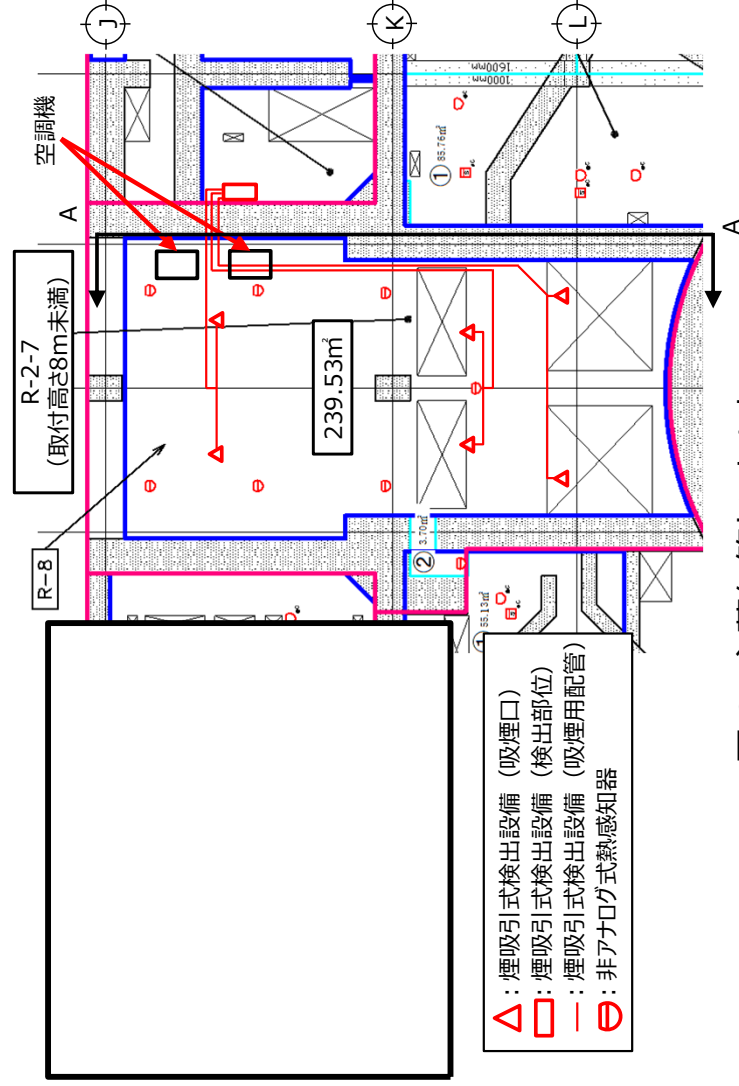 J
K
L
空調機
A
A
R-2-7
(取付高さ8m未満)
R-8
239.53㎡
① 85.76㎡
1600mm
1000mm
② 3.70㎡
55.13㎡
：煙吸引式検出設備（吸煙口）
：煙吸引式検出設備（検出部位）
：煙吸引式検出設備（吸煙用配管）
：非アナログ式熱感知器